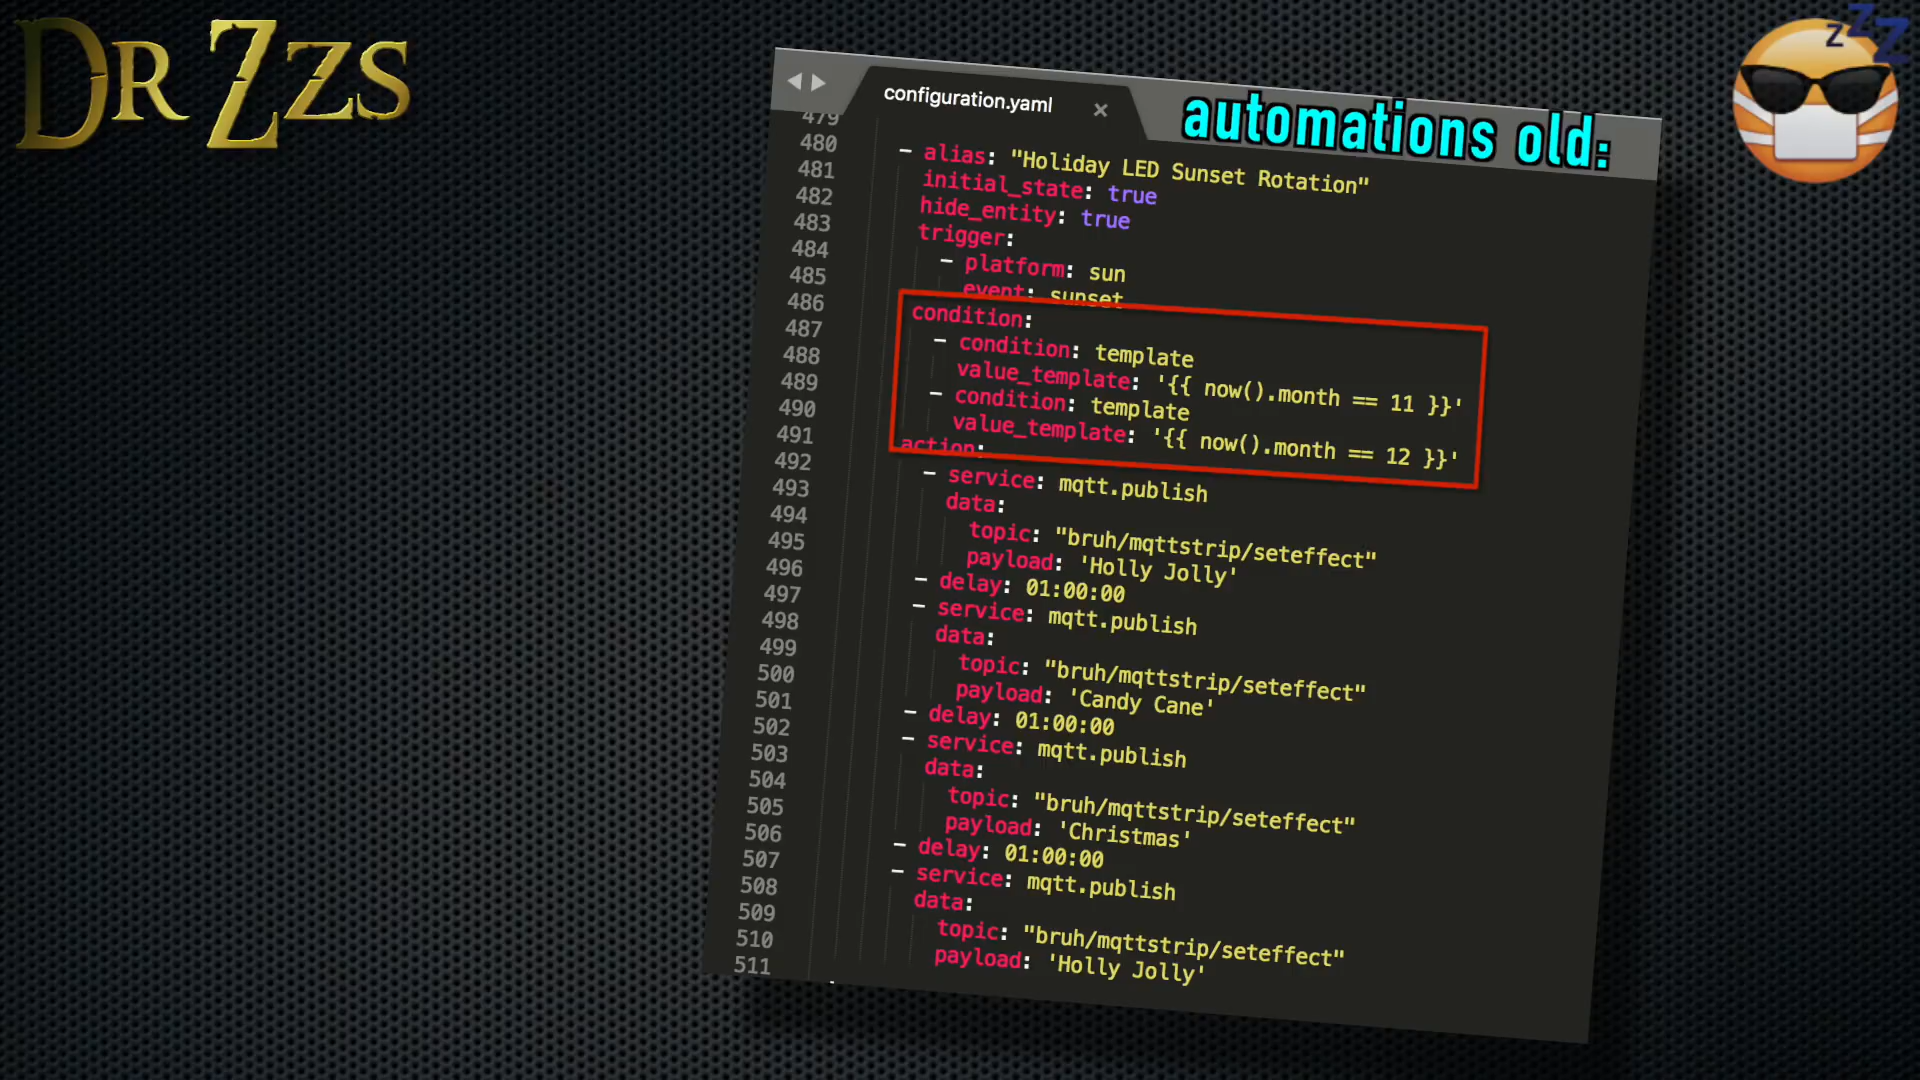 DR ZZS
zZZ
configuration.yaml ×
automations old:
479
480 - alias: "Holiday LED Sunset Rotation"
481 initial_state: true
482 hide_entity: true
483 trigger:
484 - platform: sun
485 event: sunset
486 condition:
487 - condition: template
488 value_template: '{{ now().month == 11 }}'
489 - condition: template
490 value_template: '{{ now().month == 12 }}'
491 action:
492 - service: mqtt.publish
493 data:
494 topic: "bruh/mqttstrip/seteffect"
495 payload: 'Holly Jolly'
496 - delay: 01:00:00
497 - service: mqtt.publish
498 data:
499 topic: "bruh/mqttstrip/seteffect"
500 payload: 'Candy Cane'
501 - delay: 01:00:00
502 - service: mqtt.publish
503 data:
504 topic: "bruh/mqttstrip/seteffect"
505 payload: 'Christmas'
506 - delay: 01:00:00
507 - service: mqtt.publish
508 data:
509 topic: "bruh/mqttstrip/seteffect"
510 payload: 'Holly Jolly'
511